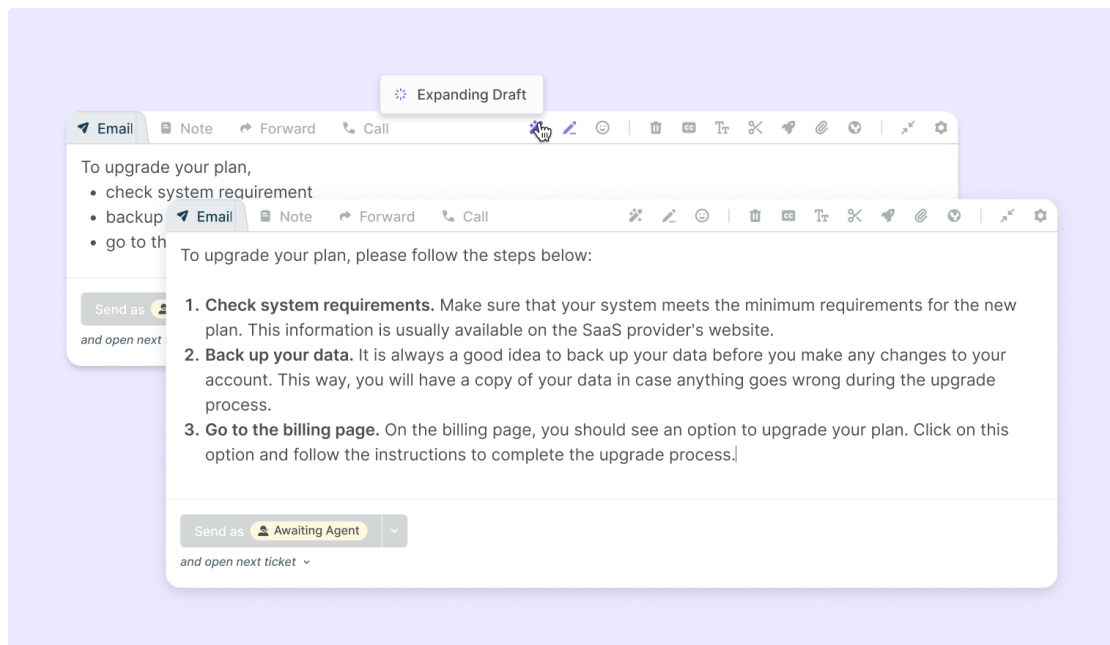 Expanding Draft
Email Note Forward Call CC Tт
To upgrade your plan,
• check system requirement
• backup
• go to th
Send as
and open next
Email Note Forward Call CC Tт
To upgrade your plan, please follow the steps below:
1. Check system requirements. Make sure that your system meets the minimum requirements for the new
plan. This information is usually available on the SaaS provider's website.
2. Back up your data. It is always a good idea to back up your data before you make any changes to your
account. This way, you will have a copy of your data in case anything goes wrong during the upgrade
process.
3. Go to the billing page. On the billing page, you should see an option to upgrade your plan. Click on this
option and follow the instructions to complete the upgrade process.
Send as Awaiting Agent
and open next ticket